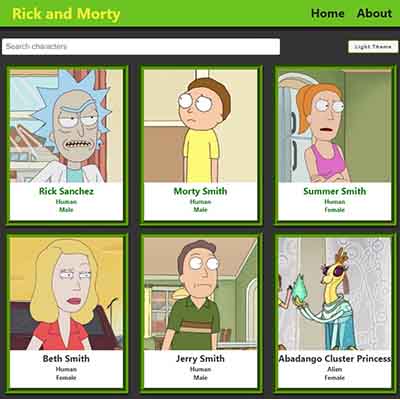 Rick and Morty
Home About
Search characters
Light Theme
Rick Sanchez
Human
Male
Morty Smith
Human
Male
Summer Smith
Human
Female
Beth Smith
Human
Female
Jerry Smith
Human
Male
Abadango Cluster Princess
Alien
Female